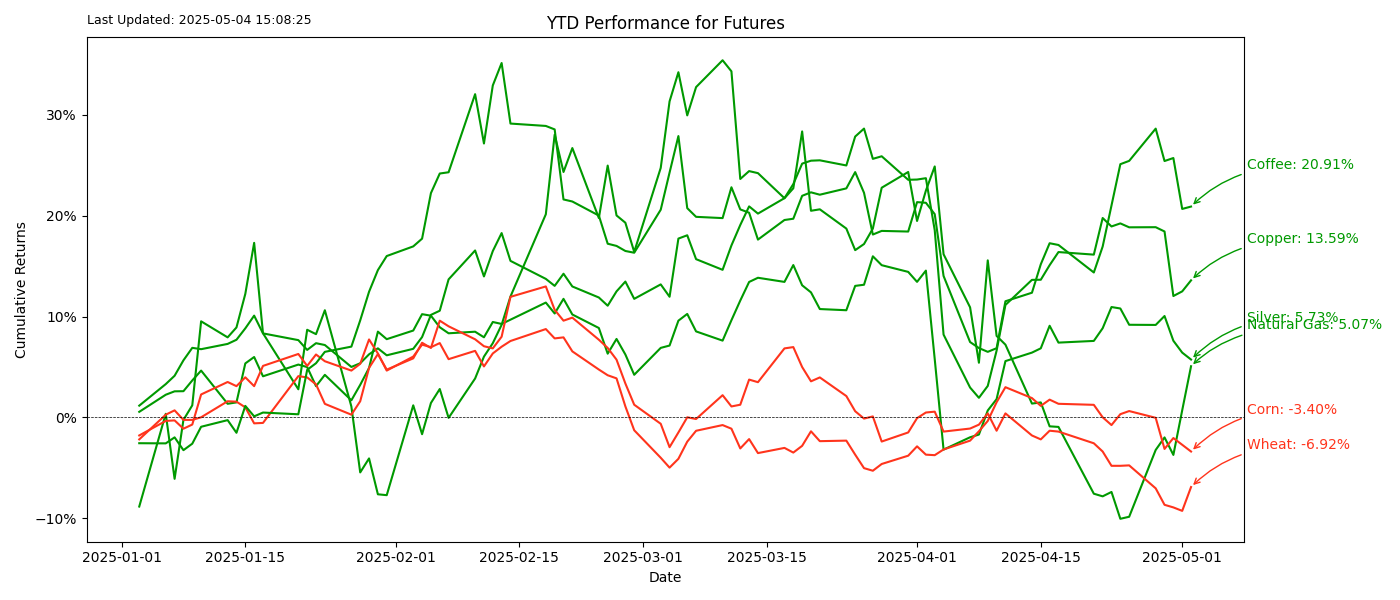 Last Updated: 2025-05-04 15:08:25
YTD Performance for Futures
Cumulative Returns
30%
20%
10%
0%
−10%
Coffee: 20.91%
Copper: 13.59%
Silver: 5.73%
Natural Gas: 5.07%
Corn: -3.40%
Wheat: -6.92%
2025-01-01
2025-01-15
2025-02-01
2025-02-15
2025-03-01
2025-03-15
2025-04-01
2025-04-15
2025-05-01
Date